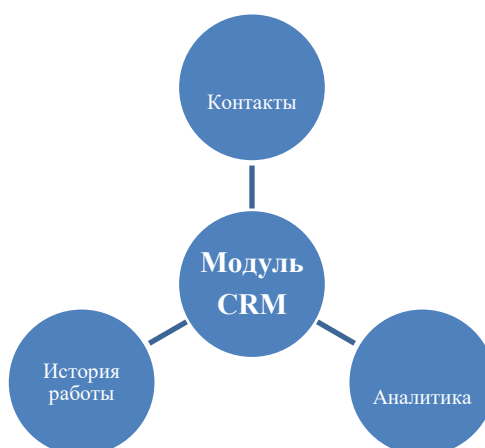 Контакты
Модуль
CRM
История
работы
Аналитика